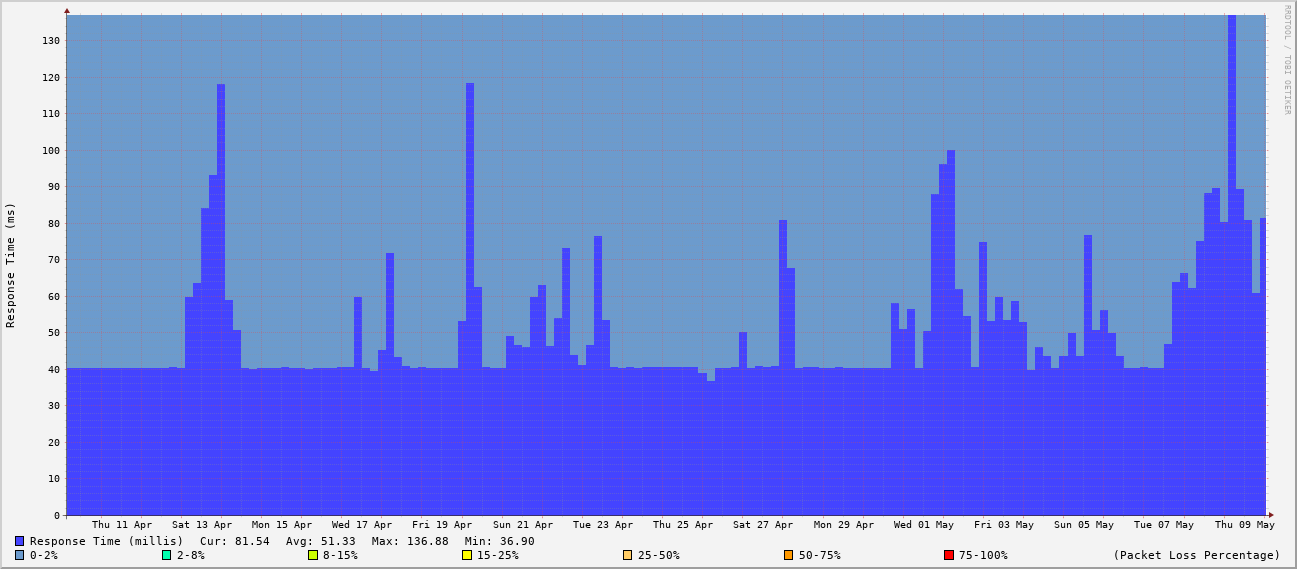 RRDTOOL / TOBI OETIKER
Response Time (ms)
130
120
110
100
90
80
70
60
50
40
30
20
10
0
Thu 11 Apr Sat 13 Apr Mon 15 Apr Wed 17 Apr Fri 19 Apr Sun 21 Apr Tue 23 Apr Thu 25 Apr Sat 27 Apr Mon 29 Apr Wed 01 May Fri 03 May Sun 05 May Tue 07 May Thu 09 May
Response Time (millis) Cur: 81.54 Avg: 51.33 Max: 136.88 Min: 36.90
0-2% 2-8% 8-15% 15-25% 25-50% 50-75% 75-100% (Packet Loss Percentage)